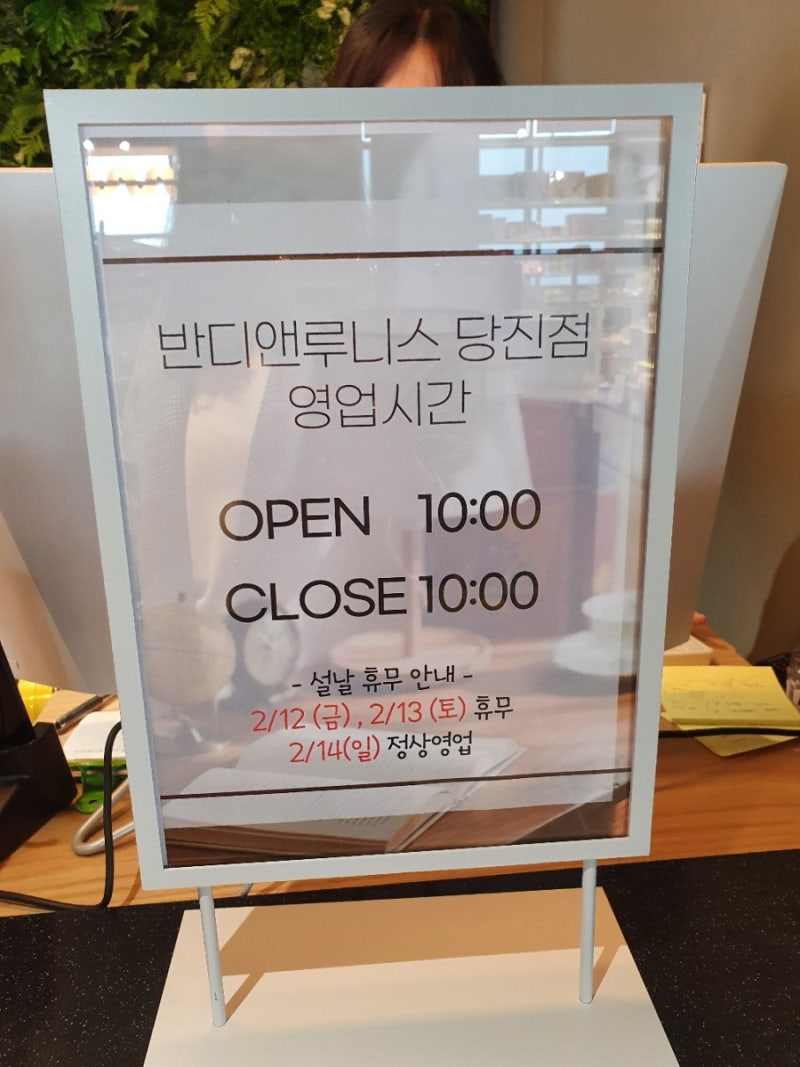 반디앤루니스 당진점
영업시간
OPEN 10:00
CLOSE 10:00
- 설날 휴무 안내 -
2/12 (금) , 2/13 (토) 휴무
2/14(일) 정상영업